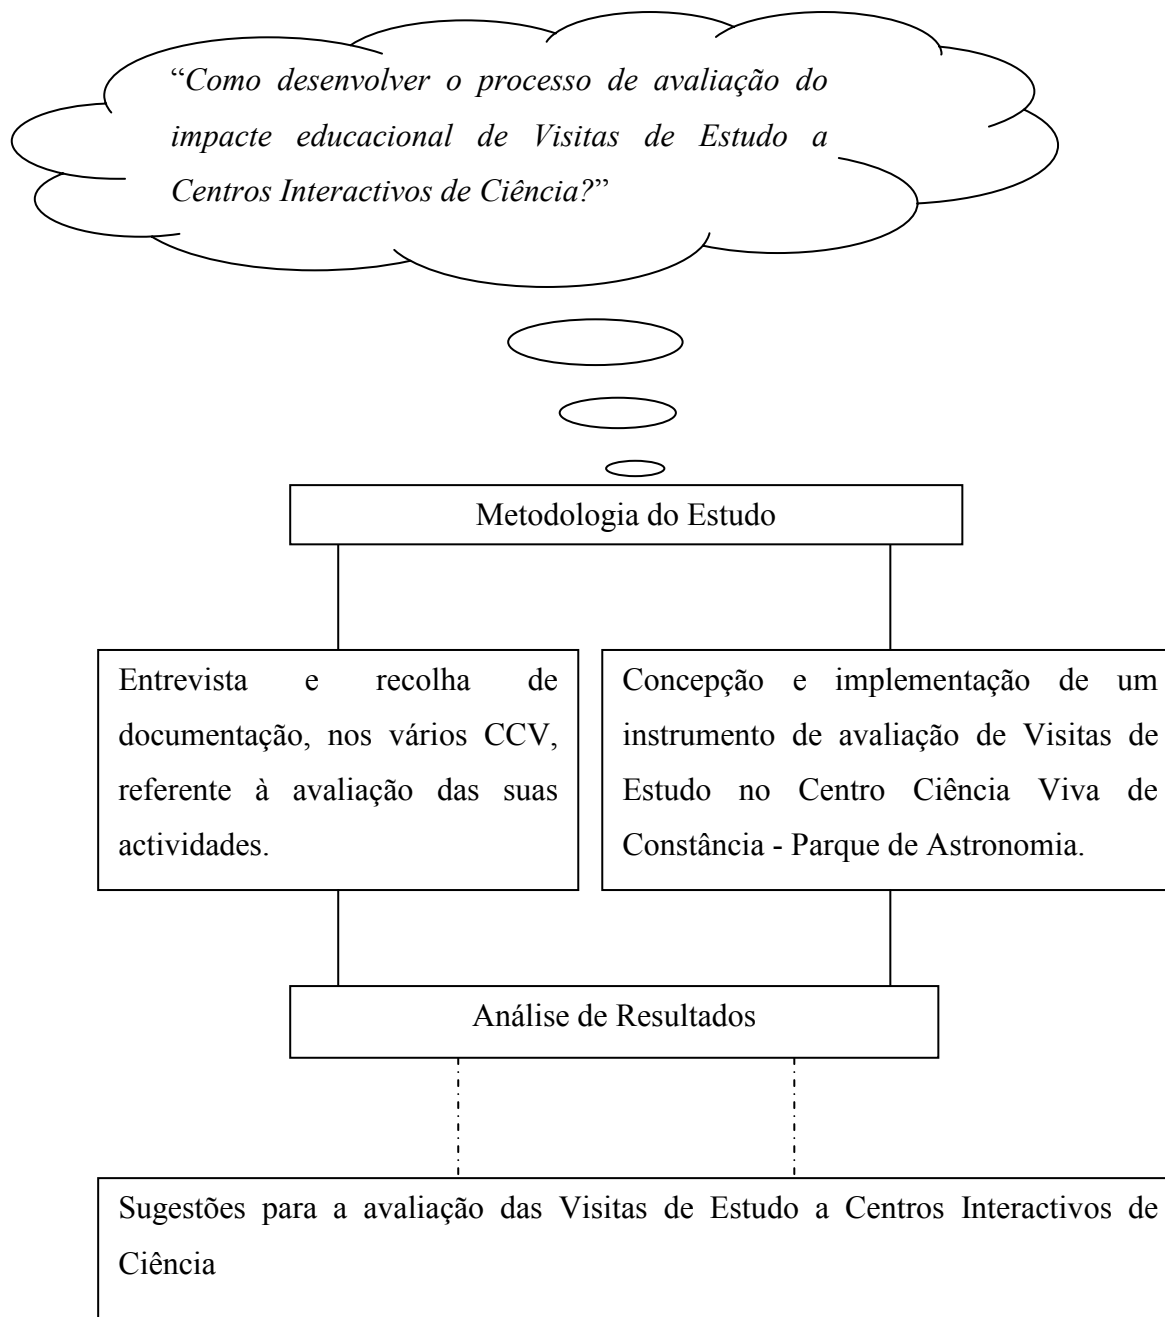 “Como desenvolver o processo de avaliação do
impacte educacional de Visitas de Estudo a
Centros Interactivos de Ciência?”
Metodologia do Estudo
Entrevista e recolha de
documentação, nos vários CCV,
referente à avaliação das suas
actividades.
Concepção e implementação de um
instrumento de avaliação de Visitas de
Estudo no Centro Ciência Viva de
Constância - Parque de Astronomia.
Análise de Resultados
Sugestões para a avaliação das Visitas de Estudo a Centros Interactivos de
Ciência